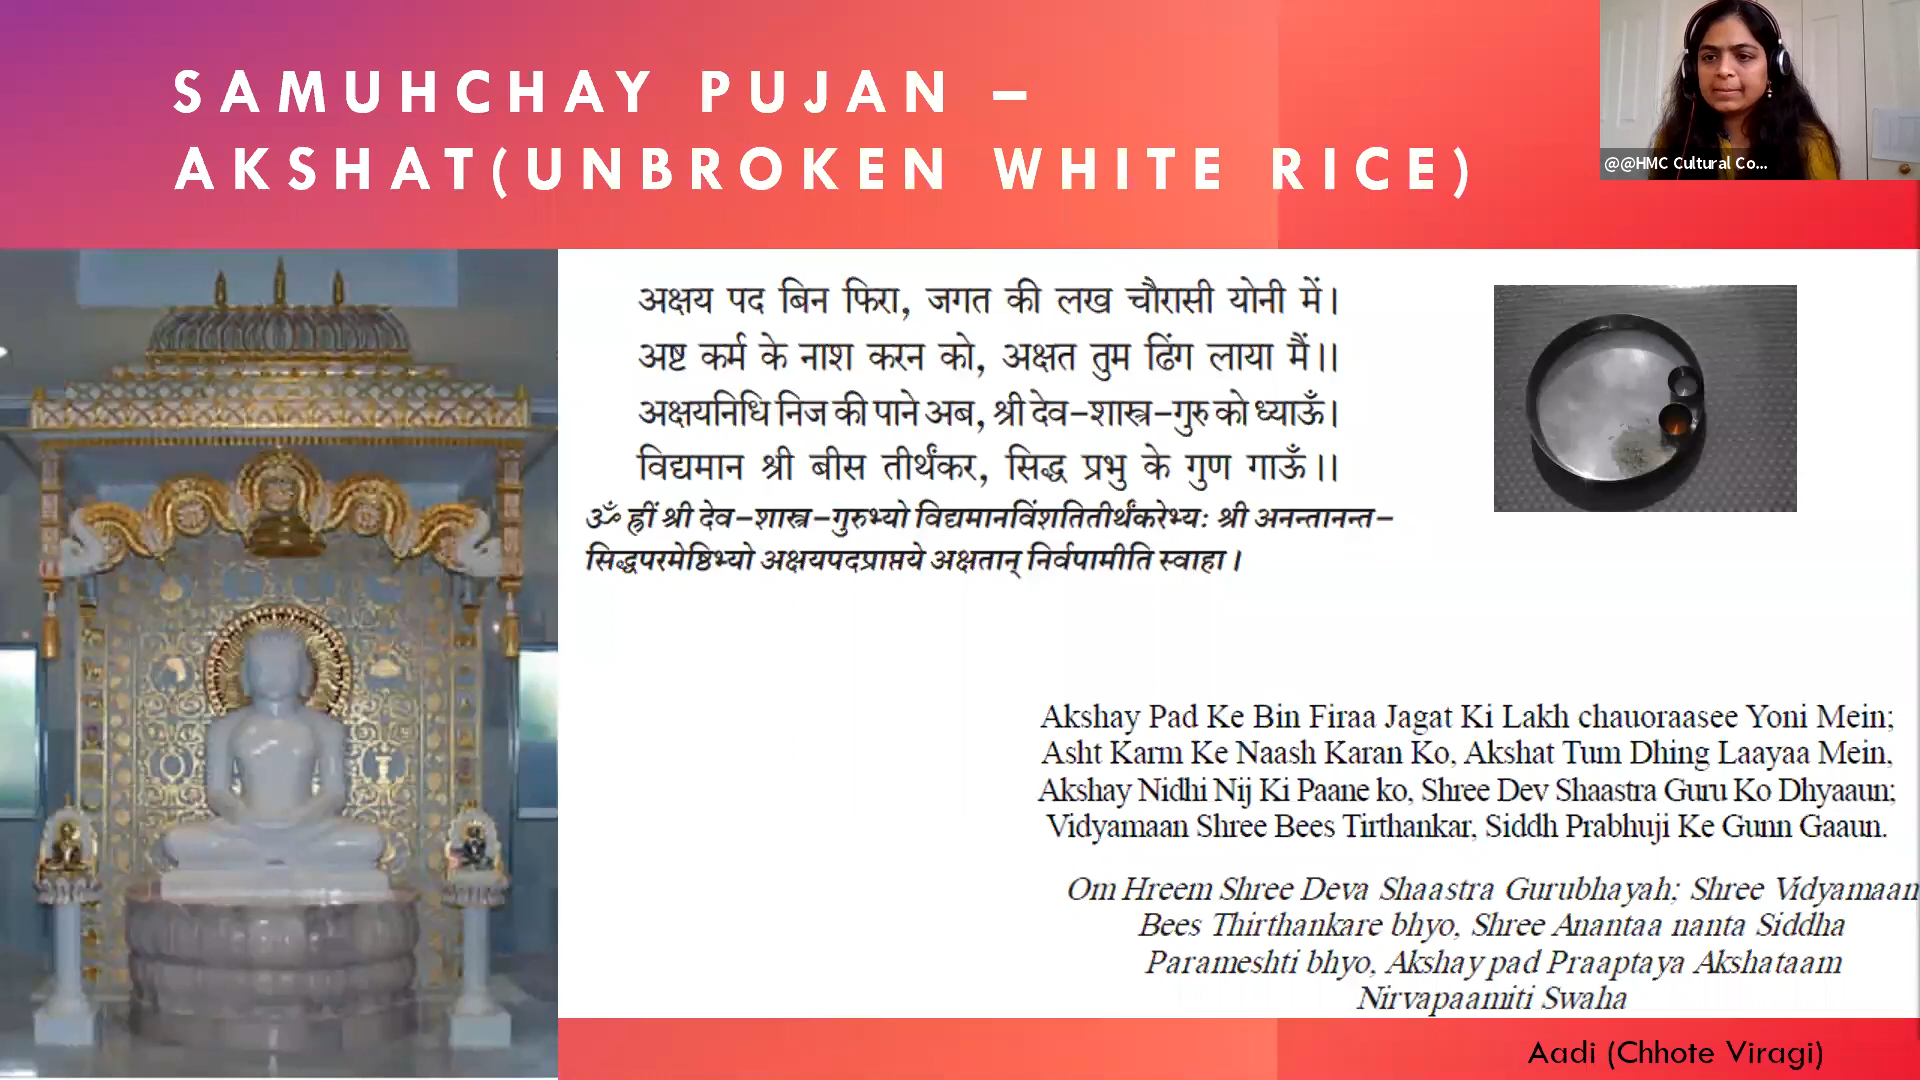 SAMUHCHAY PUJAN –
AKSHAT(UNBROKEN WHITE RICE)
@@HMC Cultural Co...
अक्षय पद बिन फिरा, जगत की लख चौरासी योनी में।
अष्ट कर्म के नाश करन को, अक्षत तुम ढिंग लाया मैं।।
अक्षयनिधि निज की पाने अब, श्री देव-शास्त्र-गुरु को ध्याऊँ।
विद्यमान श्री बीस तीर्थंकर, सिद्ध प्रभु के गुण गाऊँ।।
ॐ ह्रीं श्री देव-शास्त्र-गुरुभ्यो विद्यमानविंशतितीर्थंकरेभ्यः श्री अनन्तानन्त-
सिद्धपरमेष्ठिभ्यो अक्षयपदप्राप्तये अक्षतान् निर्वपामीति स्वाहा।
Akshay Pad Ke Bin Firaa Jagat Ki Lakh chauoraasee Yoni Mein;
Asht Karm Ke Naash Karan Ko, Akshat Tum Dhing Laayaa Mein,
Akshay Nidhi Nij Ki Paane ko, Shree Dev Shaastra Guru Ko Dhyaaun;
Vidyamaan Shree Bees Tirthankar, Siddh Prabhuji Ke Gunn Gaaun.
Om Hreem Shree Deva Shaastra Gurubhayah; Shree Vidyamaan
Bees Thirthankare bhyo, Shree Anantaa nanta Siddha
Parameshti bhyo, Akshay pad Praaptaya Akshataam
Nirvapaamiti Swaha
Aadi (Chhote Viragi)